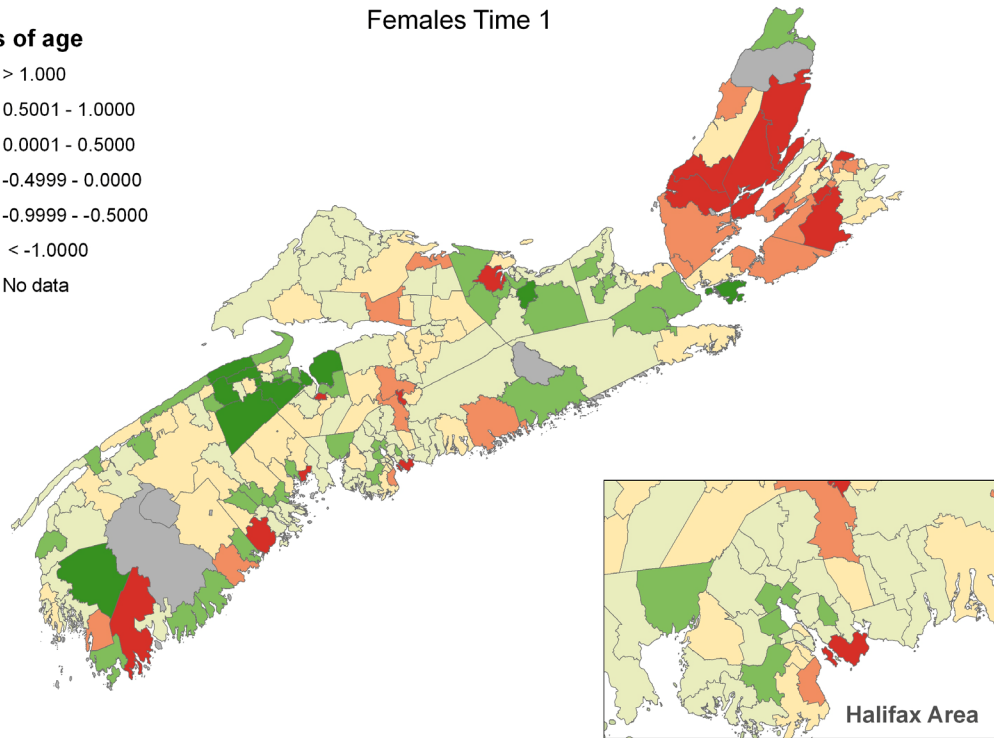 Females Time 1
s of age
> 1.000
0.5001 - 1.0000
0.0001 - 0.5000
-0.4999 - 0.0000
-0.9999 - -0.5000
< -1.0000
No data
Halifax Area